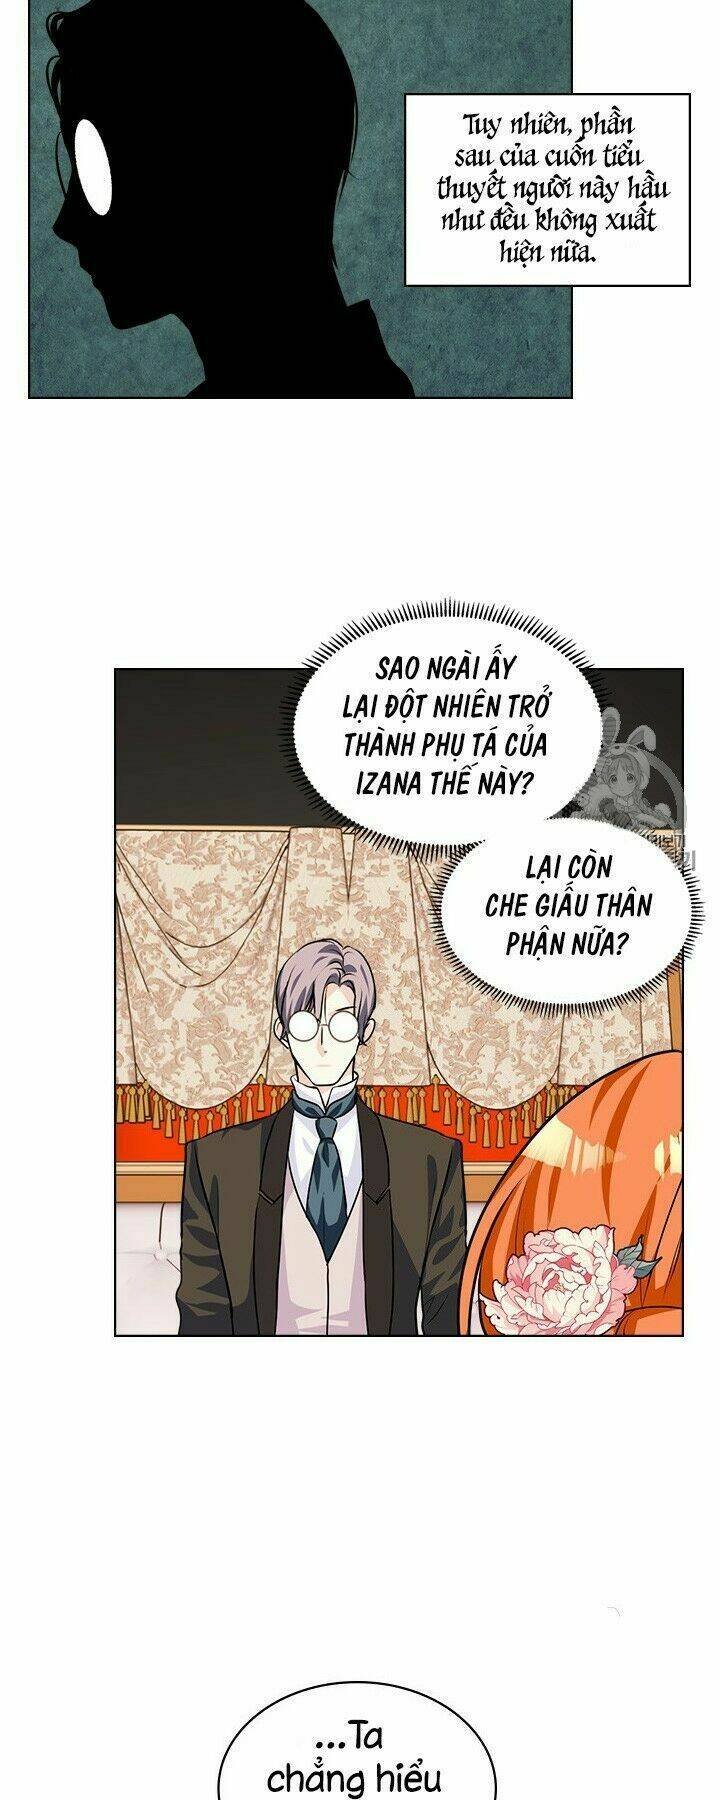 Tuy nhiên, phần
sau của cuốn tiểu
thuyết người này hầu
như đều không xuất
hiện nữa.
SAO NGÀI ẤY
LẠI ĐỘT NHIÊN TRỞ
THÀNH PHỤ TÁ CỦA
IZANA THẾ NÀY?
LẠI CÒN
CHE GIẤU THÂN
PHẬN NỮA?
...Ta
chẳng hiểu